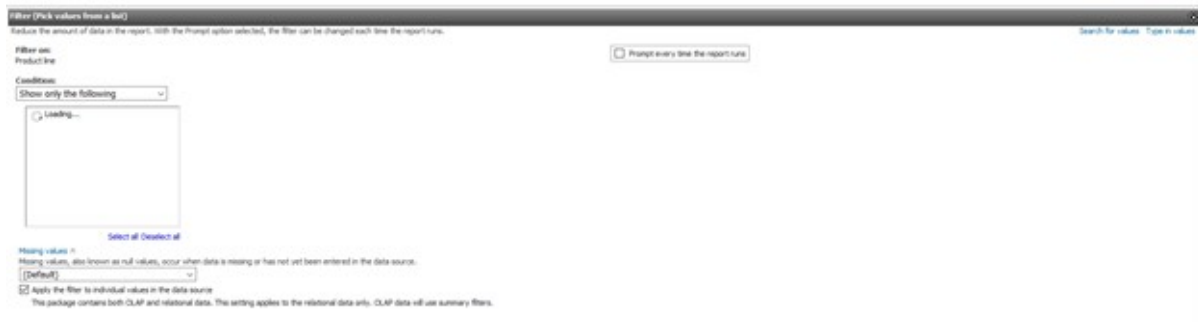 Filter (Pick values from a list)
Reduce the amount of data in the report. With the Prompt option selected, the filter can be changed each time the report runs.
Search for values Type in values
Filter on:
Product line
Prompt every time the report runs
Condition:
Show only the following
Loading...
Select all Deselect all
Missing values
Missing values, also known as null values, occur when data is missing or has not yet been entered in the data source.
(Default)
Apply the filter to individual values in the data source
This package contains both OLAP and relational data. This setting applies to the relational data only. OLAP data will use summary filters.